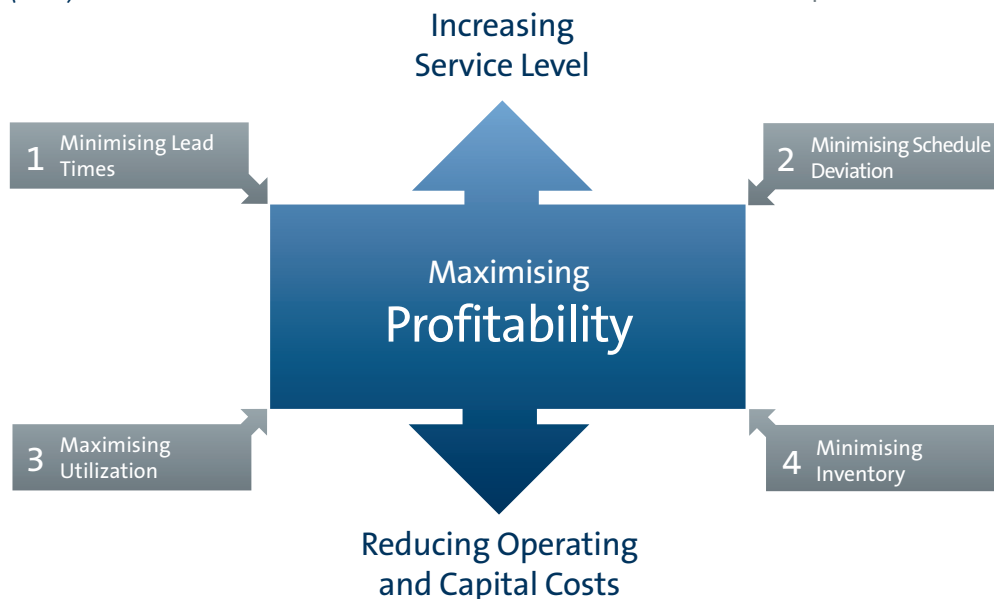 Increasing
Service Level
1 Minimising Lead
Times
2 Minimising Schedule
Deviation
Maximising
Profitability
3 Maximising
Utilization
4 Minimising
Inventory
Reducing Operating
and Capital Costs